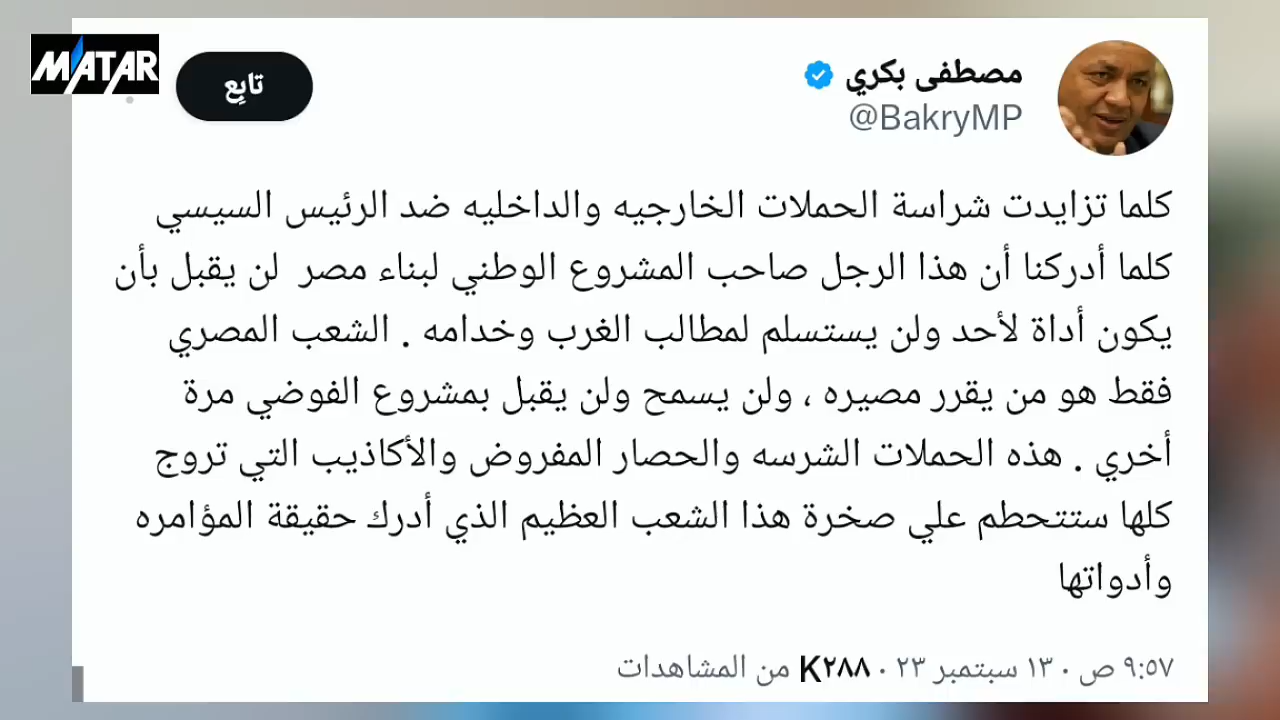 MATAR
تابِع
مصطفى بكري
@BakryMP
كلما تزايدت شراسة الحملات الخارجيه والداخليه ضد الرئيس السيسي
كلما أدركنا أن هذا الرجل صاحب المشروع الوطني لبناء مصر لن يقبل بأن
يكون أداة لأحد ولن يستسلم لمطالب الغرب وخدامه . الشعب المصري
فقط هو من يقرر مصيره ، ولن يسمح ولن يقبل بمشروع الفوضي مرة
أخري . هذه الحملات الشرسه والحصار المفروض والأكاذيب التي تروج
كلها ستتحطم علي صخرة هذا الشعب العظيم الذي أدرك حقيقة المؤامره
وأدواتها
٩:٥٧ ص · ١٣ سبتمبر ٢٣ · ٢٨٨K من المشاهدات